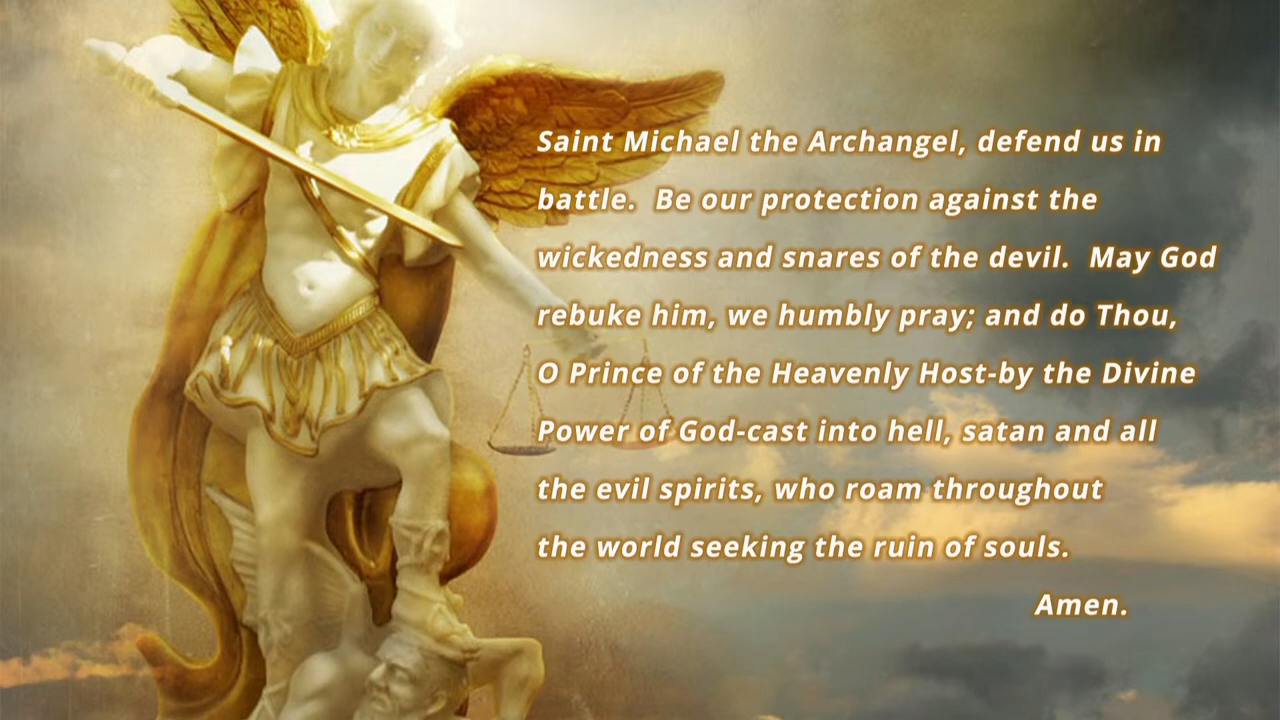 Saint Michael the Archangel, defend us in
battle.  Be our protection against the
wickedness and snares of the devil.  May God
rebuke him, we humbly pray; and do Thou,
O Prince of the Heavenly Host-by the Divine
Power of God-cast into hell, satan and all
the evil spirits, who roam throughout
the world seeking the ruin of souls.
Amen.